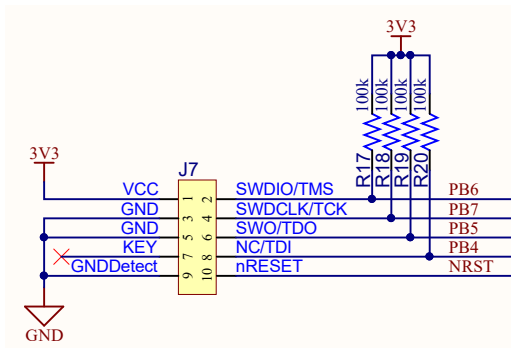 3V3
100k
100k
100k
100k
R17
R18
R19
R20
3V3
J7
VCC 1 2 SWDIO/TMS PB6
GND 3 4 SWDCLK/TCK PB7
GND 5 6 SWO/TDO PB5
KEY 7 8 NC/TDI PB4
GNDDetect 9 10 nRESET NRST
GND